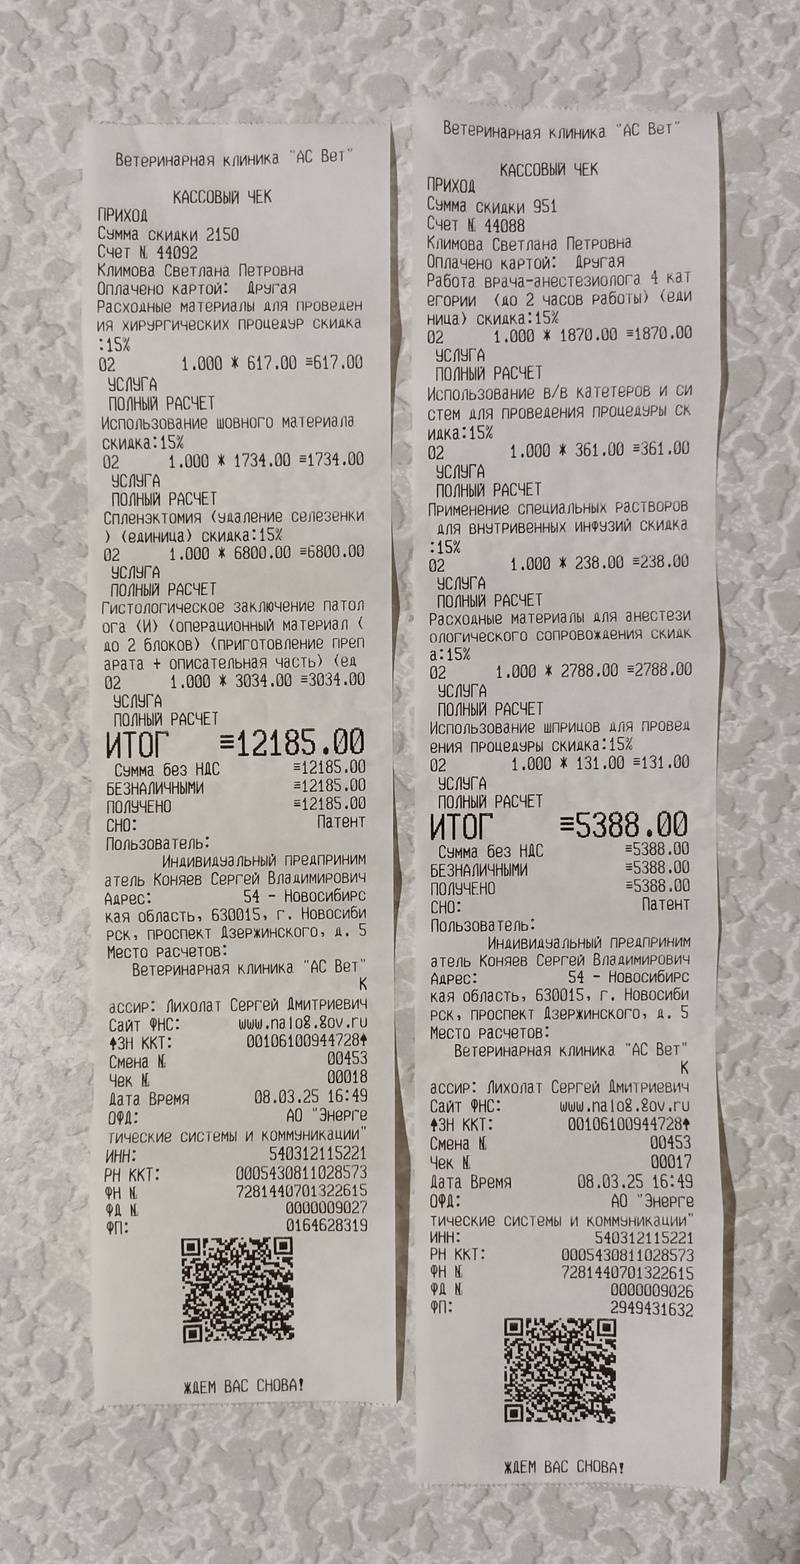 Ветеринарная клиника "АС Вет"
КАССОВЫЙ ЧЕК
ПРИХОД
Сумма скидки 2150
Счет № 44092
Климова Светлана Петровна
Оплачено картой: Другая
Расходные материалы для проведен
ия хирургических процедур скидка
:15%
02 1.000 * 617.00 ≡617.00
УСЛУГА
ПОЛНЫЙ РАСЧЕТ
Использование шовного материала
скидка:15%
02 1.000 * 1734.00 ≡1734.00
УСЛУГА
ПОЛНЫЙ РАСЧЕТ
Спленэктомия (удаление селезенки
) (единица) скидка:15%
02 1.000 * 6800.00 ≡6800.00
УСЛУГА
ПОЛНЫЙ РАСЧЕТ
Гистологическое заключение патол
ога (И) (операционный материал (
до 2 блоков) (приготовление преп
арата + описательная часть) (ед
02 1.000 * 3034.00 ≡3034.00
УСЛУГА
ПОЛНЫЙ РАСЧЕТ
ИТОГ ≡12185.00
Сумма без НДС ≡12185.00
БЕЗНАЛИЧНЫМИ ≡12185.00
ПОЛУЧЕНО ≡12185.00
СНО: Патент
Пользователь:
Индивидуальный предприним
атель Коняев Сергей Владимирович
Адрес: 54 - Новосибирс
кая область, 630015, г. Новосиби
рск, проспект Дзержинского, д. 5
Место расчетов:
Ветеринарная клиника "АС Вет"
К
ассир: Лихолат Сергей Дмитриевич
Сайт ФНС: www.nalog.gov.ru
↑ЗН ККТ: 00106100944728↑
Смена № 00453
Чек № 00018
Дата Время 08.03.25 16:49
ОФД: АО "Энерге
тические системы и коммуникации"
ИНН: 540312115221
РН ККТ: 0005430811028573
ФН № 7281440701322615
ФД № 0000009027
ФП: 0164628319
ЖДЕМ ВАС СНОВА!
Ветеринарная клиника "АС Вет"
КАССОВЫЙ ЧЕК
ПРИХОД
Сумма скидки 951
Счет № 44088
Климова Светлана Петровна
Оплачено картой: Другая
Работа врача-анестезиолога 4 кат
егории (до 2 часов работы) (еди
ница) скидка:15%
02 1.000 * 1870.00 ≡1870.00
УСЛУГА
ПОЛНЫЙ РАСЧЕТ
Использование в/в катетеров и си
стем для проведения процедуры ск
идка:15%
02 1.000 * 361.00 ≡361.00
УСЛУГА
ПОЛНЫЙ РАСЧЕТ
Применение специальных растворов
для внутривенных инфузий скидка
:15%
02 1.000 * 238.00 ≡238.00
УСЛУГА
ПОЛНЫЙ РАСЧЕТ
Расходные материалы для анестези
ологического сопровождения скидк
а:15%
02 1.000 * 2788.00 ≡2788.00
УСЛУГА
ПОЛНЫЙ РАСЧЕТ
Использование шприцов для провед
ения процедуры скидка:15%
02 1.000 * 131.00 ≡131.00
УСЛУГА
ПОЛНЫЙ РАСЧЕТ
ИТОГ ≡5388.00
Сумма без НДС ≡5388.00
БЕЗНАЛИЧНЫМИ ≡5388.00
ПОЛУЧЕНО ≡5388.00
СНО: Патент
Пользователь:
Индивидуальный предприним
атель Коняев Сергей Владимирович
Адрес: 54 - Новосибирс
кая область, 630015, г. Новосиби
рск, проспект Дзержинского, д. 5
Место расчетов:
Ветеринарная клиника "АС Вет"
К
ассир: Лихолат Сергей Дмитриевич
Сайт ФНС: www.nalog.gov.ru
↑ЗН ККТ: 00106100944728↑
Смена № 00453
Чек № 00017
Дата Время 08.03.25 16:49
ОФД: АО "Энерге
тические системы и коммуникации"
ИНН: 540312115221
РН ККТ: 0005430811028573
ФН № 7281440701322615
ФД № 0000009026
ФП: 2949431632
ЖДЕМ ВАС СНОВА!